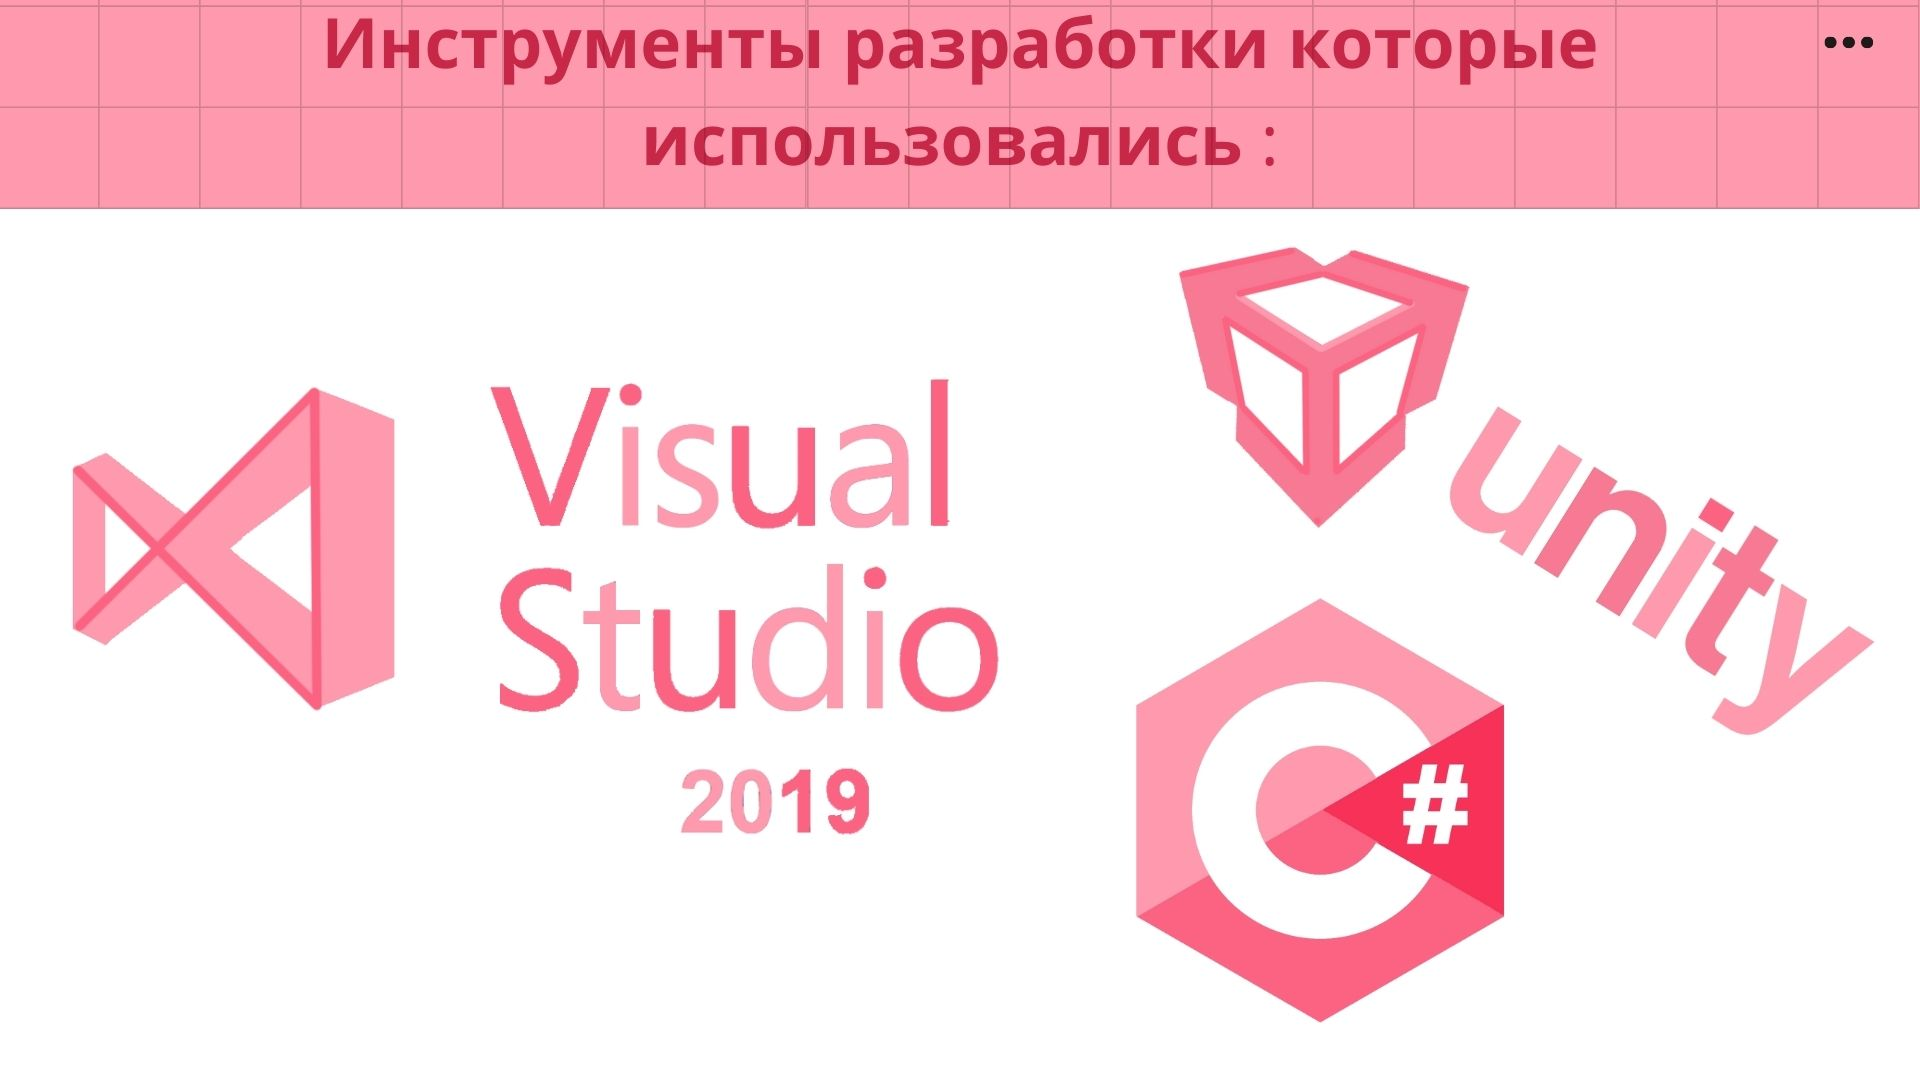 Инструменты разработки которые
использовались :
Visual
Studio
2019
unity
C#